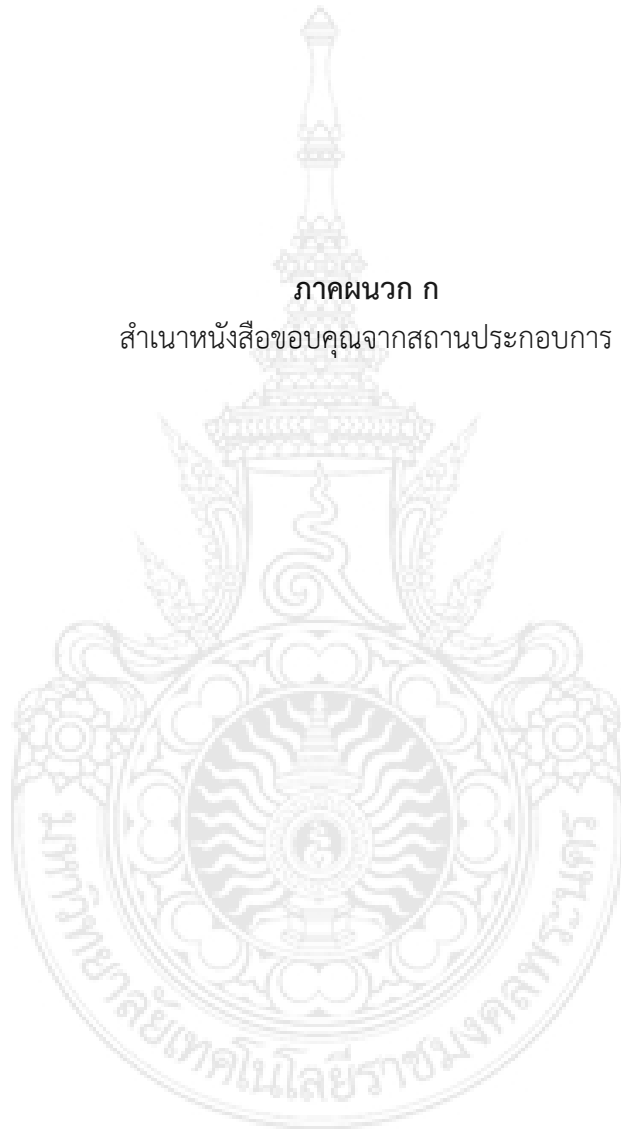 ภาคผนวก ก
สำเนาหนังสือขอบคุณจากสถานประกอบการ
มหาวิทยาลัยเทคโนโลยีราชมงคลพระนคร